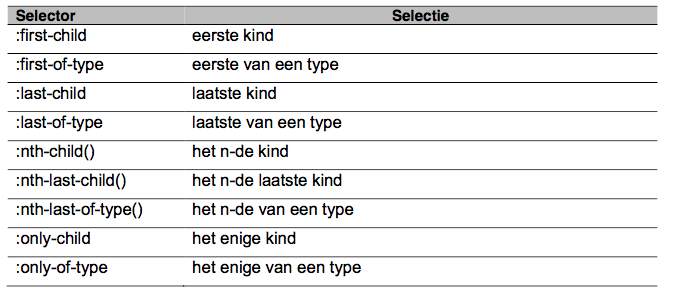 Selector Selectie
:first-child eerste kind
:first-of-type eerste van een type
:last-child laatste kind
:last-of-type laatste van een type
:nth-child() het n-de kind
:nth-last-child() het n-de laatste kind
:nth-last-of-type() het n-de van een type
:only-child het enige kind
:only-of-type het enige van een type